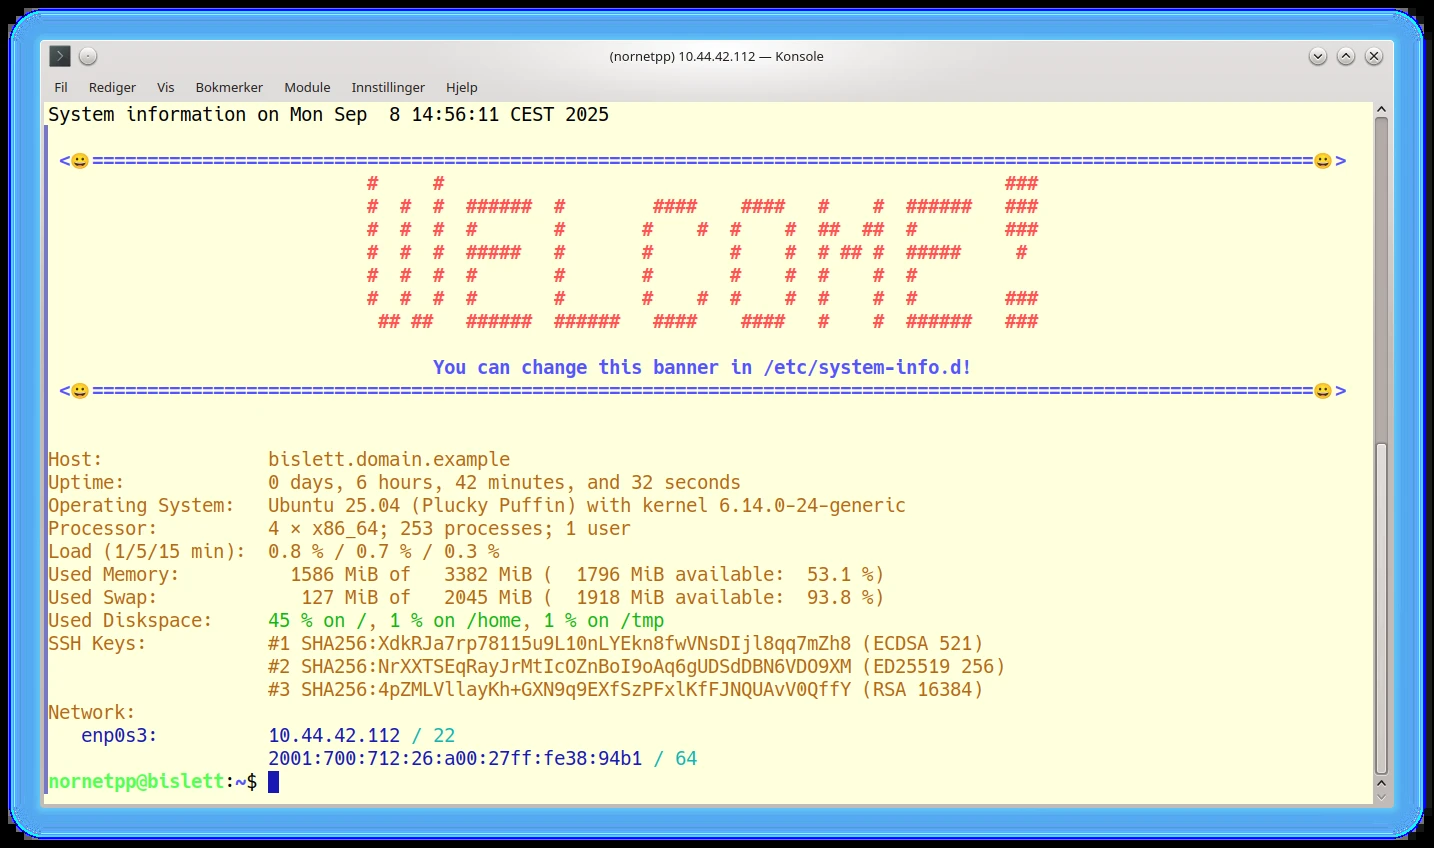 (nornetpp) 10.44.42.112 — Konsole
Fil Rediger Vis Bokmerker Module Innstillinger Hjelp
System information on Mon Sep  8 14:56:11 CEST 2025
<😀===============================================================================================================😀>
WELCOME!
You can change this banner in /etc/system-info.d!
<😀===============================================================================================================😀>
Host:               bislett.domain.example
Uptime:             0 days, 6 hours, 42 minutes, and 32 seconds
Operating System:   Ubuntu 25.04 (Plucky Puffin) with kernel 6.14.0-24-generic
Processor:          4 × x86_64; 253 processes; 1 user
Load (1/5/15 min):  0.8 % / 0.7 % / 0.3 %
Used Memory:          1586 MiB of   3382 MiB (  1796 MiB available:  53.1 %)
Used Swap:             127 MiB of   2045 MiB (  1918 MiB available:  93.8 %)
Used Diskspace:     45 % on /, 1 % on /home, 1 % on /tmp
SSH Keys:           #1 SHA256:XdkRJa7rp78115u9L10nLYEkn8fwVNsDIjl8qq7mZh8 (ECDSA 521)
                    #2 SHA256:NrXXTSEqRayJrMtIcOZnBoI9oAq6gUDSdDBN6VDO9XM (ED25519 256)
                    #3 SHA256:4pZMLVllayKh+GXN9q9EXfSzPFxlKfFJNQUAvV0QffY (RSA 16384)
Network:
   enp0s3:          10.44.42.112 / 22
                    2001:700:712:26:a00:27ff:fe38:94b1 / 64
nornetpp@bislett:~$